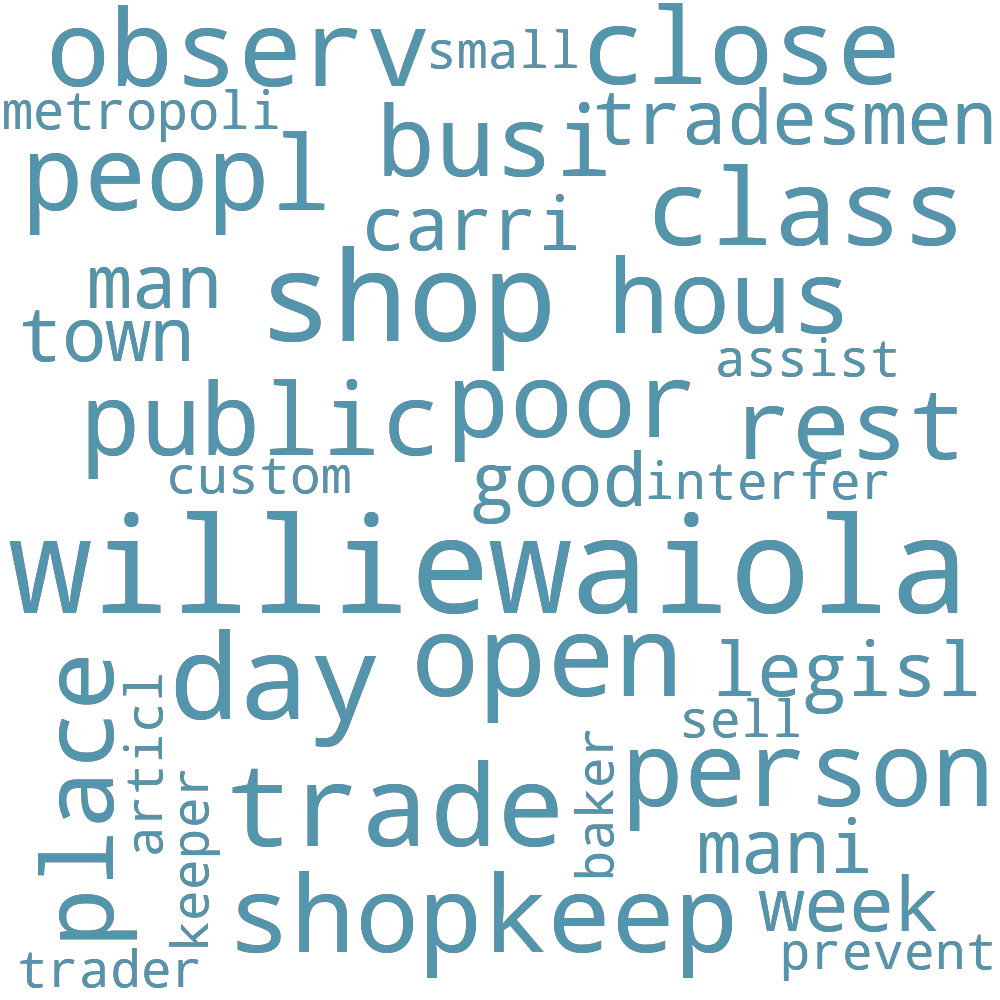 observ small close
metropoli busi tradesmen
peopl carri class
man shop hous
town assist
public poor rest
custom good interfer
williewaiola
day open legisl
place articl sell
keeper trade baker person
mani
shopkeep week
trader prevent